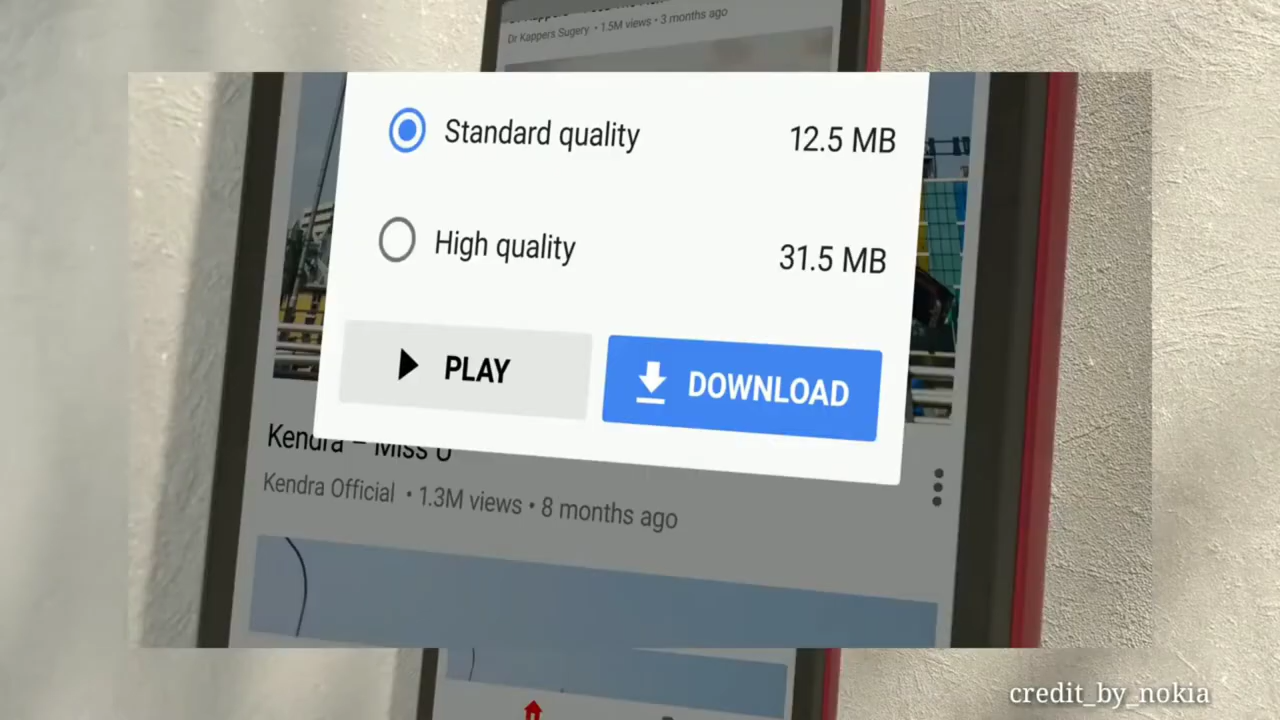 Dr Kappers Sugery • 1.5M views • 3 months ago
Standard quality 12.5 MB
High quality 31.5 MB
PLAY DOWNLOAD
Kendra – Miss U
Kendra Official • 1.3M views • 8 months ago
credit_by_nokia